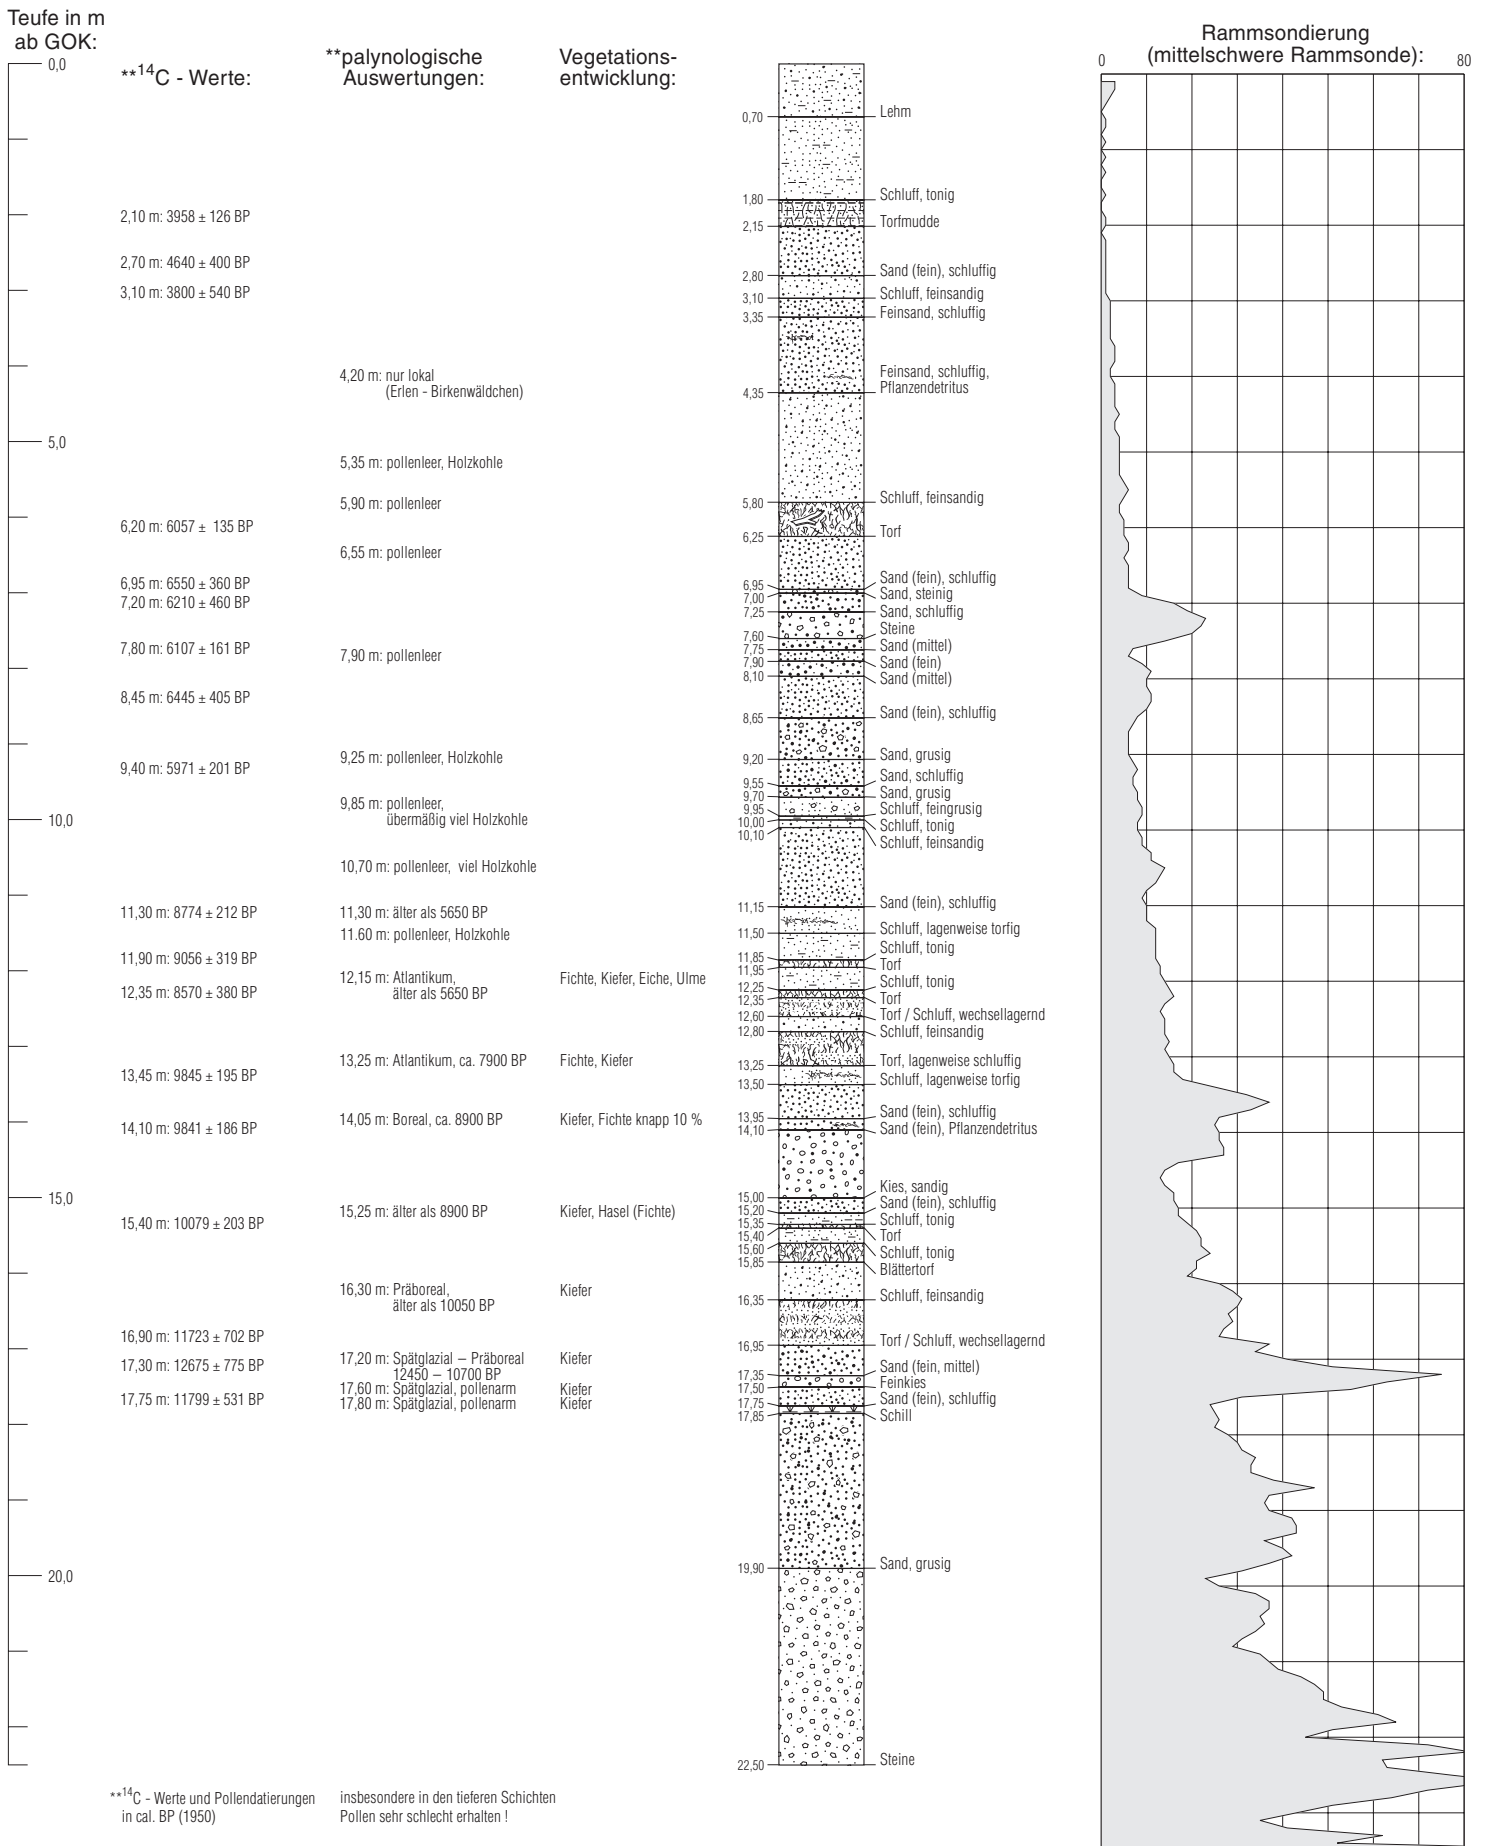 Teufe in m
ab GOK:
**14C - Werte:
**palynologische
Auswertungen:
Vegetations-
entwicklung:
Rammsondierung
(mittelschwere Rammsonde):
0
80
0,0
5,0
10,0
15,0
20,0
2,10 m: 3958 ± 126 BP
2,70 m: 4640 ± 400 BP
3,10 m: 3800 ± 540 BP
6,20 m: 6057 ± 135 BP
6,95 m: 6550 ± 360 BP
7,20 m: 6210 ± 460 BP
7,80 m: 6107 ± 161 BP
8,45 m: 6445 ± 405 BP
9,40 m: 5971 ± 201 BP
11,30 m: 8774 ± 212 BP
11,90 m: 9056 ± 319 BP
12,35 m: 8570 ± 380 BP
13,45 m: 9845 ± 195 BP
14,10 m: 9841 ± 186 BP
15,40 m: 10079 ± 203 BP
16,90 m: 11723 ± 702 BP
17,30 m: 12675 ± 775 BP
17,75 m: 11799 ± 531 BP
4,20 m: nur lokal
(Erlen - Birkenwäldchen)
5,35 m: pollenleer, Holzkohle
5,90 m: pollenleer
6,55 m: pollenleer
7,90 m: pollenleer
9,25 m: pollenleer, Holzkohle
9,85 m: pollenleer,
übermäßig viel Holzkohle
10,70 m: pollenleer, viel Holzkohle
11,30 m: älter als 5650 BP
11.60 m: pollenleer, Holzkohle
12,15 m: Atlantikum,
älter als 5650 BP
13,25 m: Atlantikum, ca. 7900 BP
14,05 m: Boreal, ca. 8900 BP
15,25 m: älter als 8900 BP
16,30 m: Präboreal,
älter als 10050 BP
17,20 m: Spätglazial – Präboreal
12450 – 10700 BP
17,60 m: Spätglazial, pollenarm
17,80 m: Spätglazial, pollenarm
Fichte, Kiefer, Eiche, Ulme
Fichte, Kiefer
Kiefer, Fichte knapp 10 %
Kiefer, Hasel (Fichte)
Kiefer
Kiefer
Kiefer
Kiefer
0,70 Lehm
1,80 Schluff, tonig
2,15 Torfmudde
2,80 Sand (fein), schluffig
3,10 Schluff, feinsandig
3,35 Feinsand, schluffig
Feinsand, schluffig,
4,35 Pflanzendetritus
5,80 Schluff, feinsandig
6,25 Torf
6,95 Sand (fein), schluffig
7,00 Sand, steinig
7,25 Sand, schluffig
7,60 Steine
7,75 Sand (mittel)
7,90 Sand (fein)
8,10 Sand (mittel)
8,65 Sand (fein), schluffig
9,20 Sand, grusig
9,55 Sand, schluffig
9,70 Sand, grusig
9,95 Schluff, feingrusig
10,00 Schluff, tonig
10,10 Schluff, feinsandig
11,15 Sand (fein), schluffig
11,50 Schluff, lagenweise torfig
11,85 Schluff, tonig
11,95 Torf
12,25 Schluff, tonig
12,35 Torf
12,60 Torf / Schluff, wechsellagernd
12,80 Schluff, feinsandig
13,25 Torf, lagenweise schluffig
13,50 Schluff, lagenweise torfig
13,95 Sand (fein), schluffig
14,10 Sand (fein), Pflanzendetritus
15,00 Kies, sandig
15,20 Sand (fein), schluffig
15,35 Schluff, tonig
15,40 Torf
15,60 Schluff, tonig
15,85 Blättertorf
16,35 Schluff, feinsandig
16,95 Torf / Schluff, wechsellagernd
17,35 Sand (fein, mittel)
17,50 Feinkies
17,75 Sand (fein), schluffig
17,85 Schill
19,90 Sand, grusig
22,50 Steine
**14C - Werte und Pollendatierungen
in cal. BP (1950)
insbesondere in den tieferen Schichten
Pollen sehr schlecht erhalten !